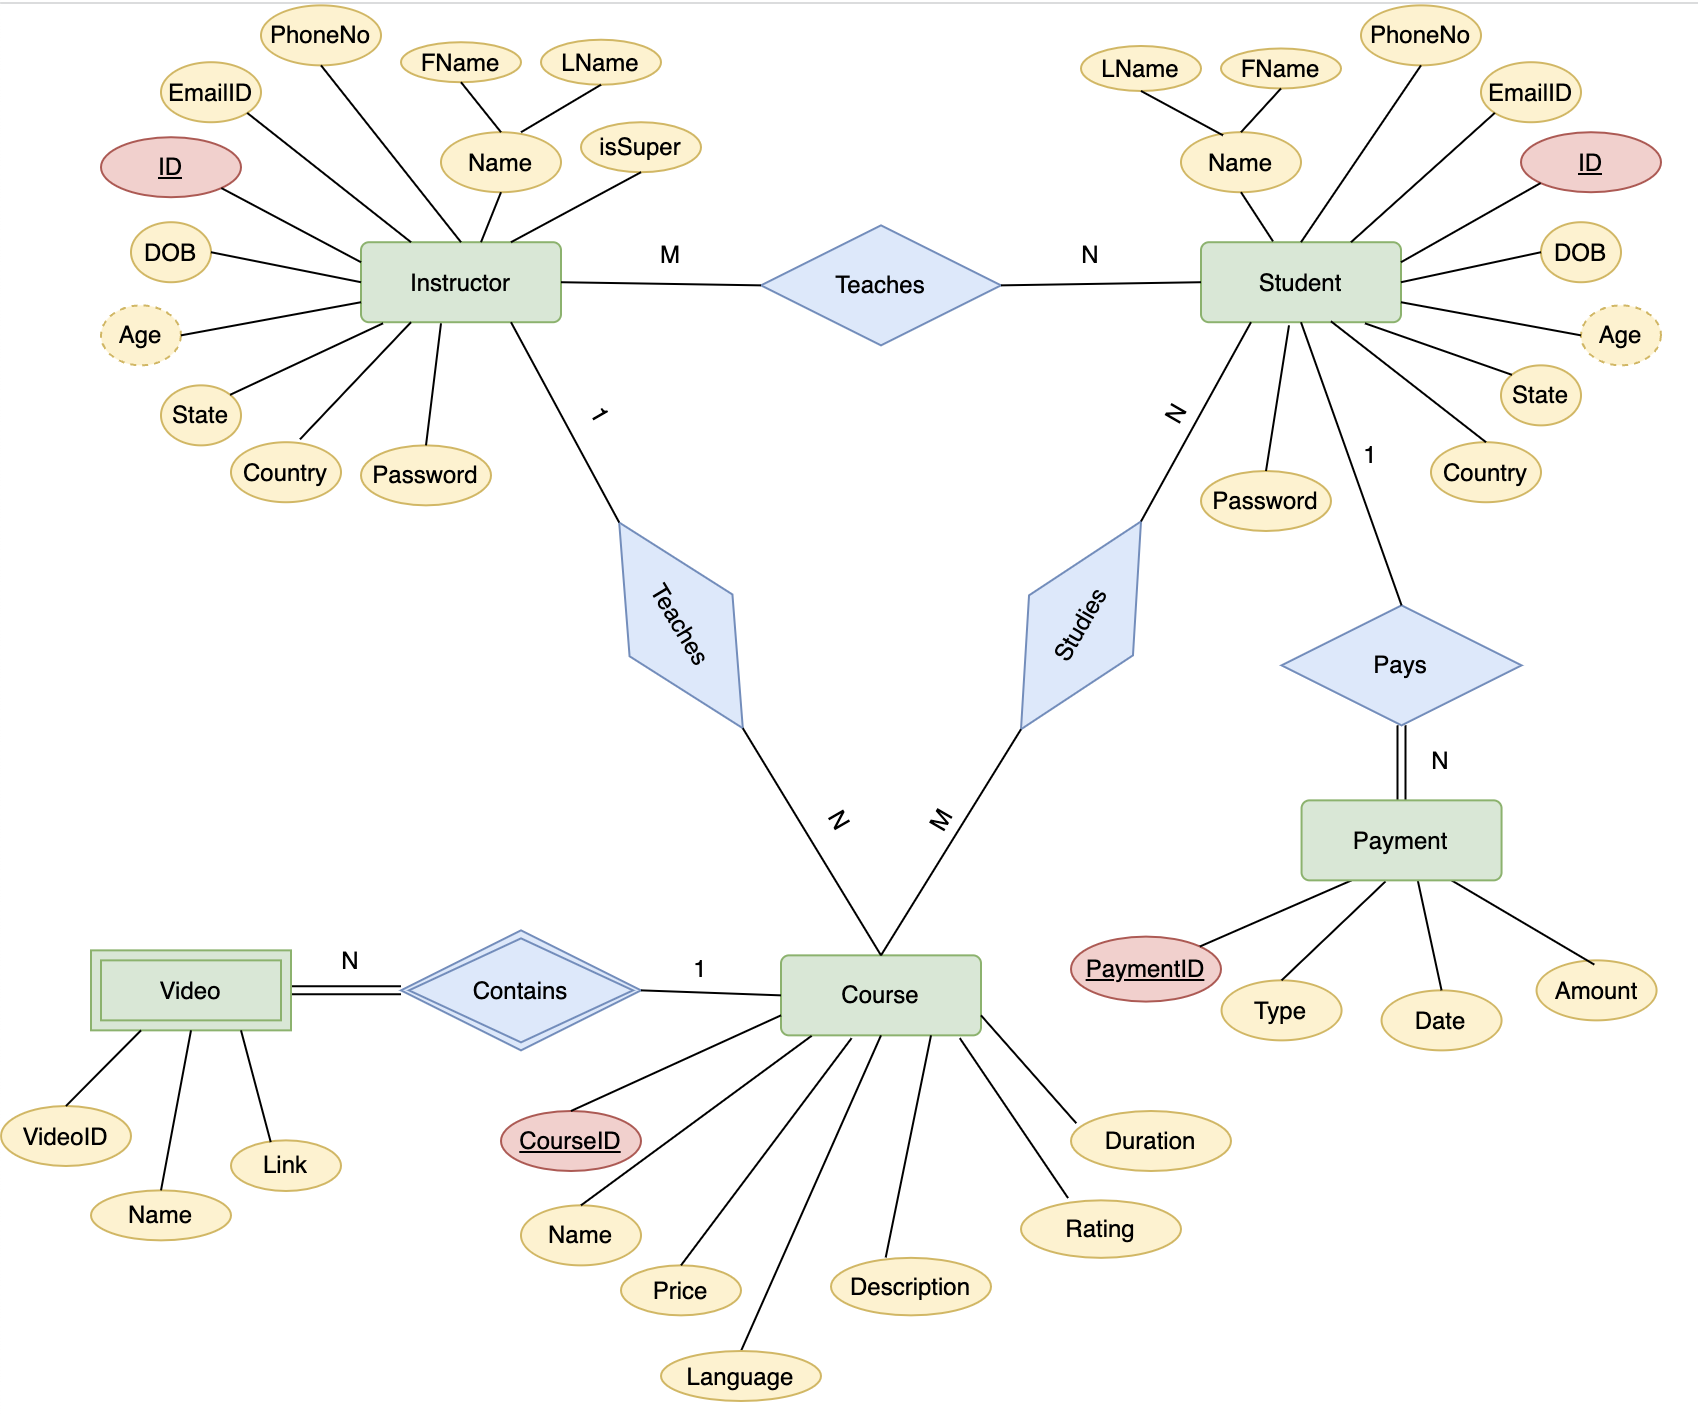 PhoneNo
FName
LName
EmailID
Name
isSuper
ID
DOB
Instructor
Age
State
Country
Password
M
Teaches
N
LName
FName
PhoneNo
EmailID
Name
ID
DOB
Student
Age
State
Country
Password
1
Teaches
N
N
Studies
M
1
Pays
N
Payment
PaymentID
Type
Date
Amount
Video
N
Contains
1
Course
VideoID
Name
Link
CourseID
Name
Price
Language
Description
Rating
Duration